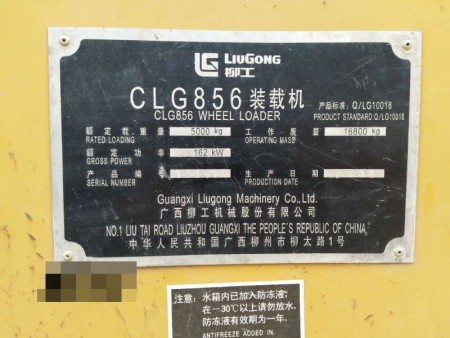 LIUGONG
柳工
CLG856 装载机
CLG856 WHEEL LOADER
产品标准: Q/LG10018
PRODUCT STANDARD Q/LG10018
额定载重量 5000 kg 工作质量 16800 kg
RATED LOADING OPERATING MASS
额定功率 162 kW
GROSS POWER
产品编号 生产日期
SERIAL NUMBER PRODUCTION DATE
Guangxi Liugong Machinery Co.,Ltd.
广西柳工机械股份有限公司
NO.1 LIU TAI ROAD LIUZHOU GUANGXI THE PEOPLE'S REPUBLIC OF CHINA
中华人民共和国广西柳州市柳太路1号
注意: 水箱内已加入防冻液,
在-30℃以上请勿放水.
防冻液有效期为一年.
ANTIFREEZE ADDED IN.